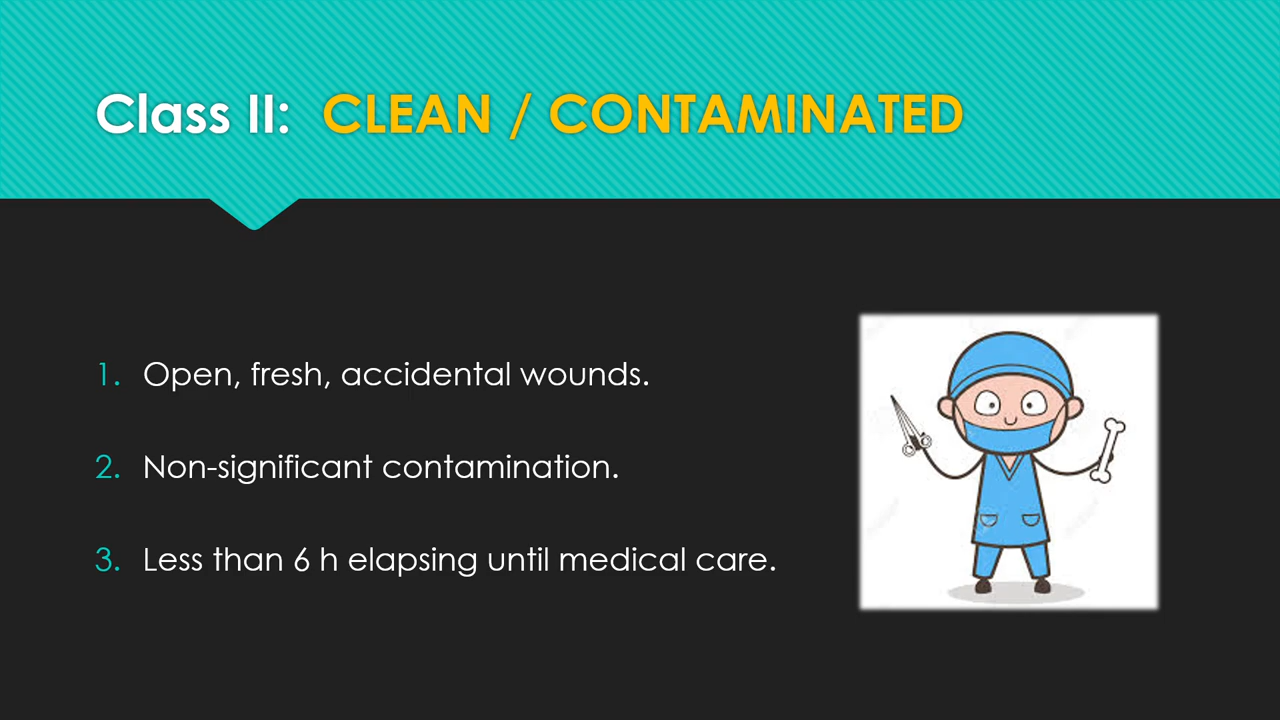 Class II: CLEAN / CONTAMINATED
1. Open, fresh, accidental wounds.
2. Non-significant contamination.
3. Less than 6 h elapsing until medical care.